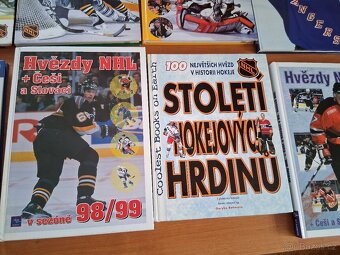 RANGERS
Hvězdy NHL
+ Češi
a Slováci
v sezóně 98/99
Coolest Books on Earth
100 NEJVĚTŠÍCH HVĚZD
V HISTORII HOKEJE
NHL
STOLETÍ
HOKEJOVÝCH
HRDINŮ
Hvězdy N
+ Češi a S